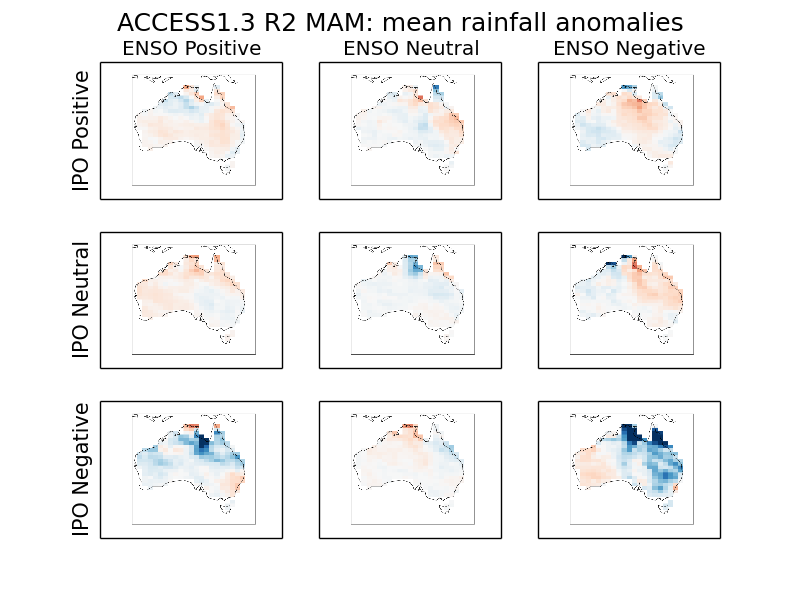 ACCESS1.3 R2 MAM: mean rainfall anomalies
ENSO Positive
ENSO Neutral
ENSO Negative
IPO Positive
IPO Neutral
IPO Negative